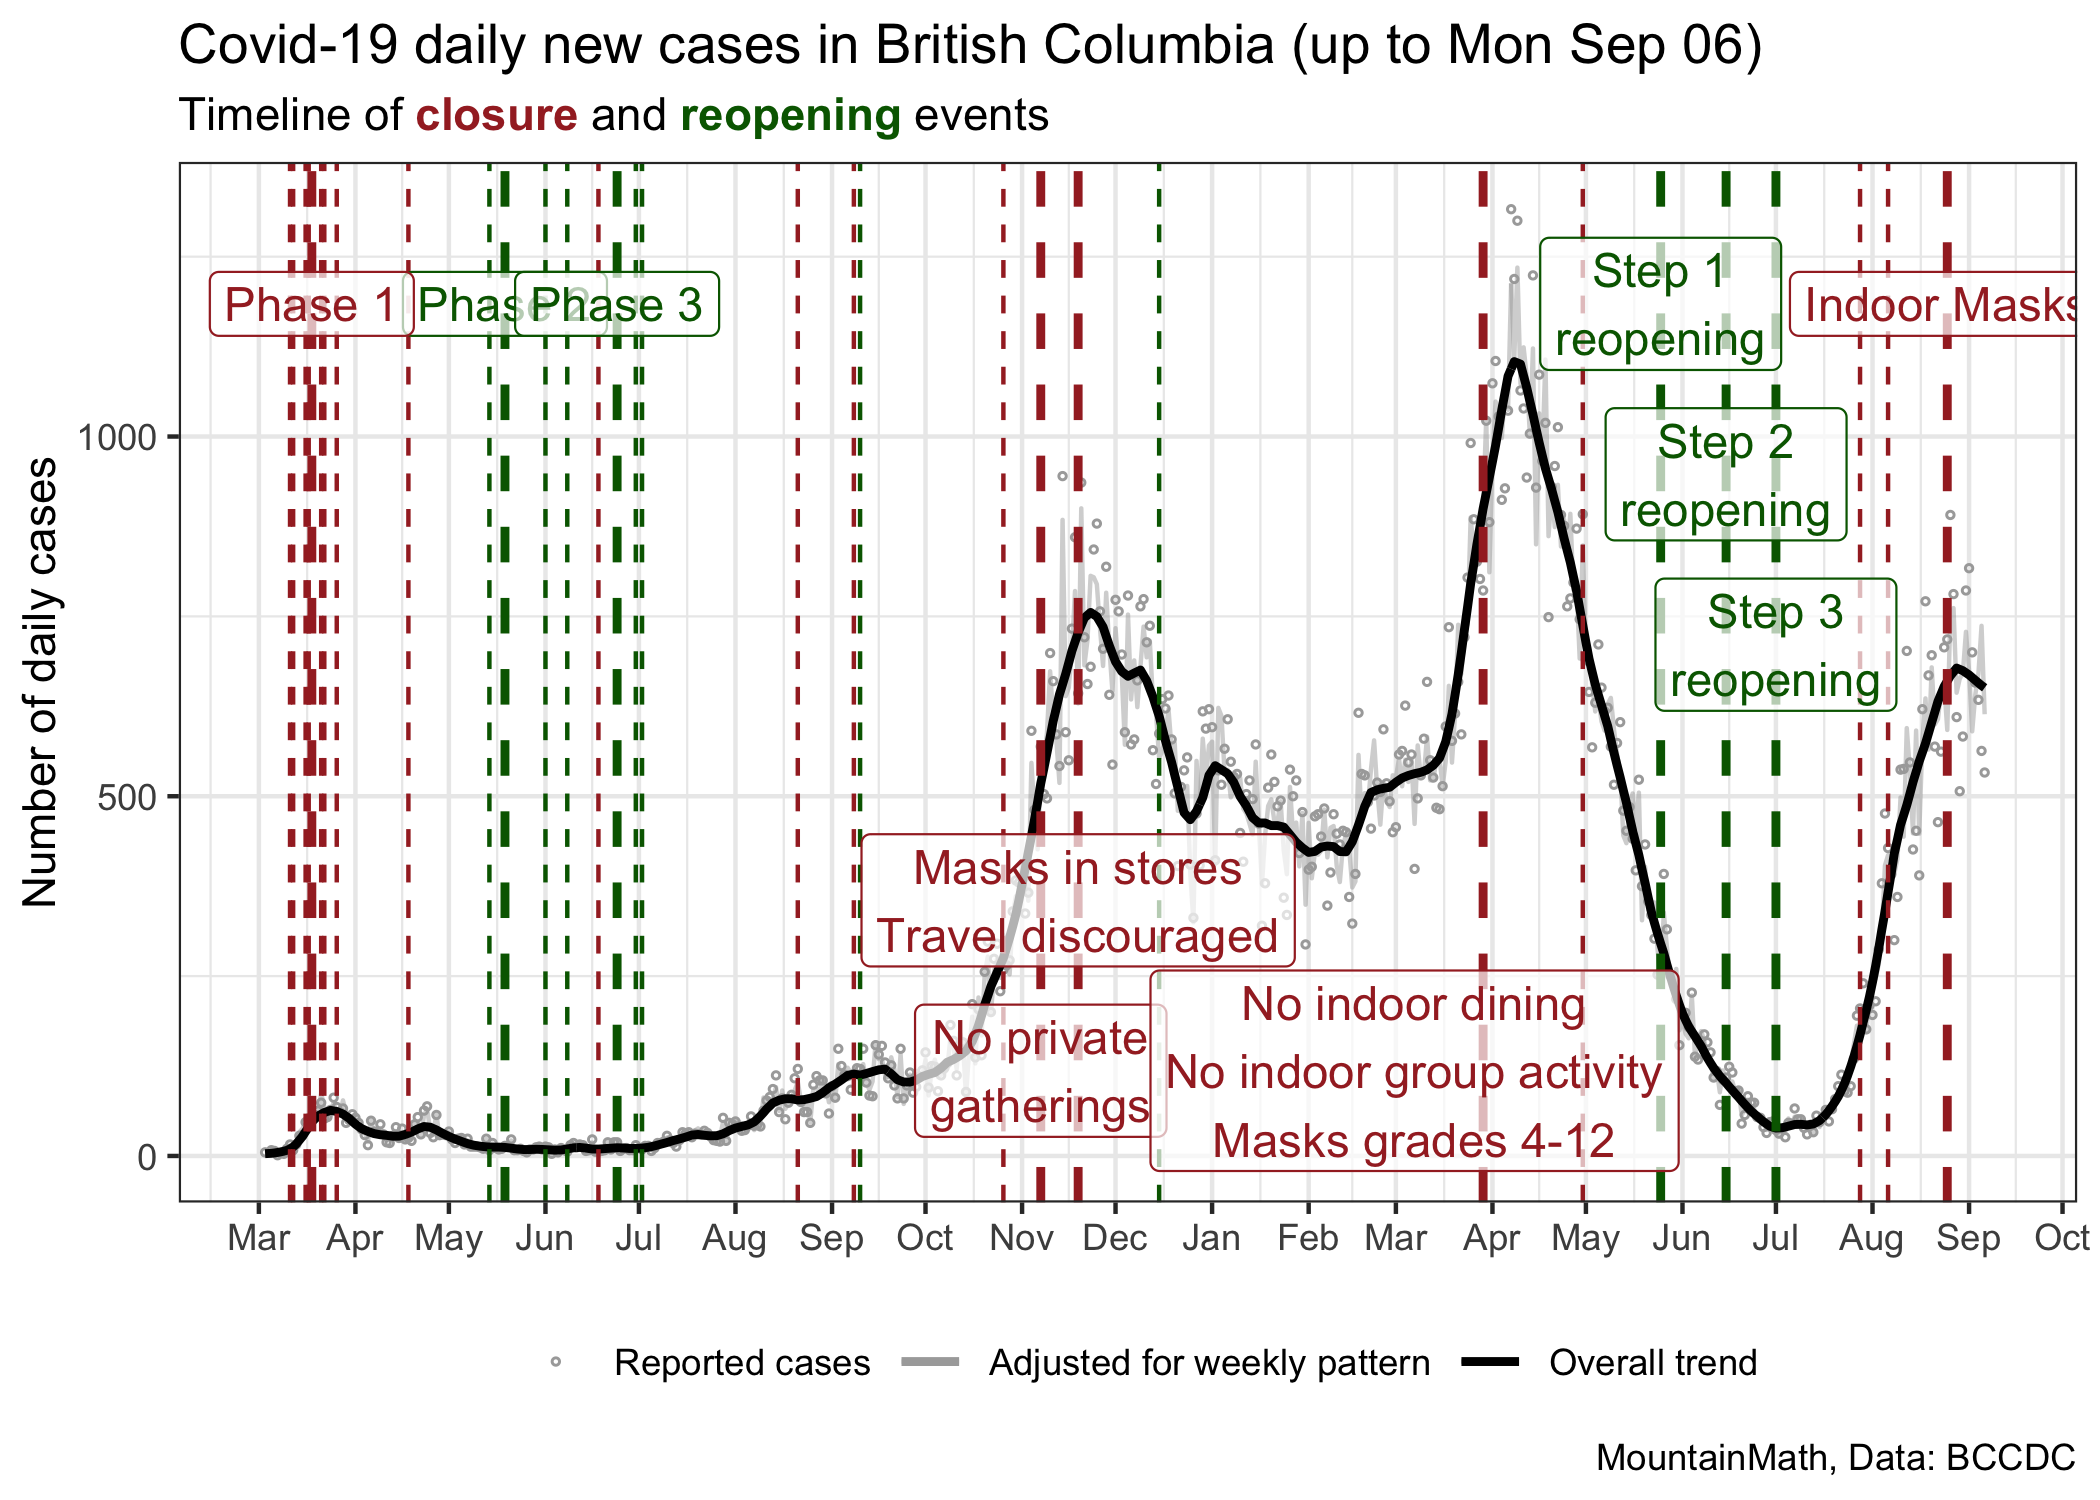 Covid-19 daily new cases in British Columbia (up to Mon Sep 06)
Timeline of closure and reopening events
Number of daily cases
1000
500
0
Phase 1
Phase 2
Phase 3
Step 1
reopening
Indoor Masks
Step 2
reopening
Step 3
reopening
Masks in stores
Travel discouraged
No private
gatherings
No indoor dining
No indoor group activity
Masks grades 4-12
Mar Apr May Jun Jul Aug Sep Oct Nov Dec Jan Feb Mar Apr May Jun Jul Aug Sep Oct
Reported cases Adjusted for weekly pattern Overall trend
MountainMath, Data: BCCDC